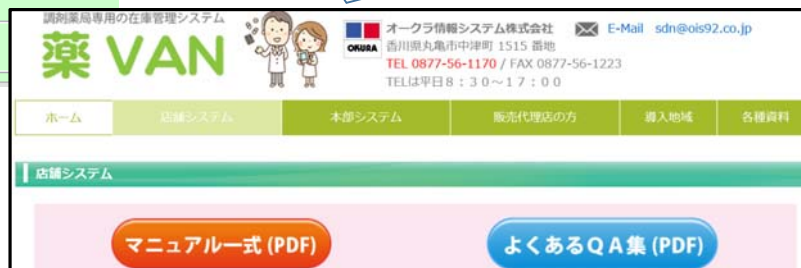 調剤薬局専用の在庫管理システム
薬 VAN
OKURA
オークラ情報システム株式会社 E-Mail sdn@ois92.co.jp
香川県丸亀市中津町 1515 番地
TEL 0877-56-1170 / FAX 0877-56-1223
TELは平日8：30～17：00
ホーム 店舗システム 本部システム 販売代理店の方 導入地域 各種資料
店舗システム
マニュアル一式 (PDF) よくあるＱＡ集 (PDF)